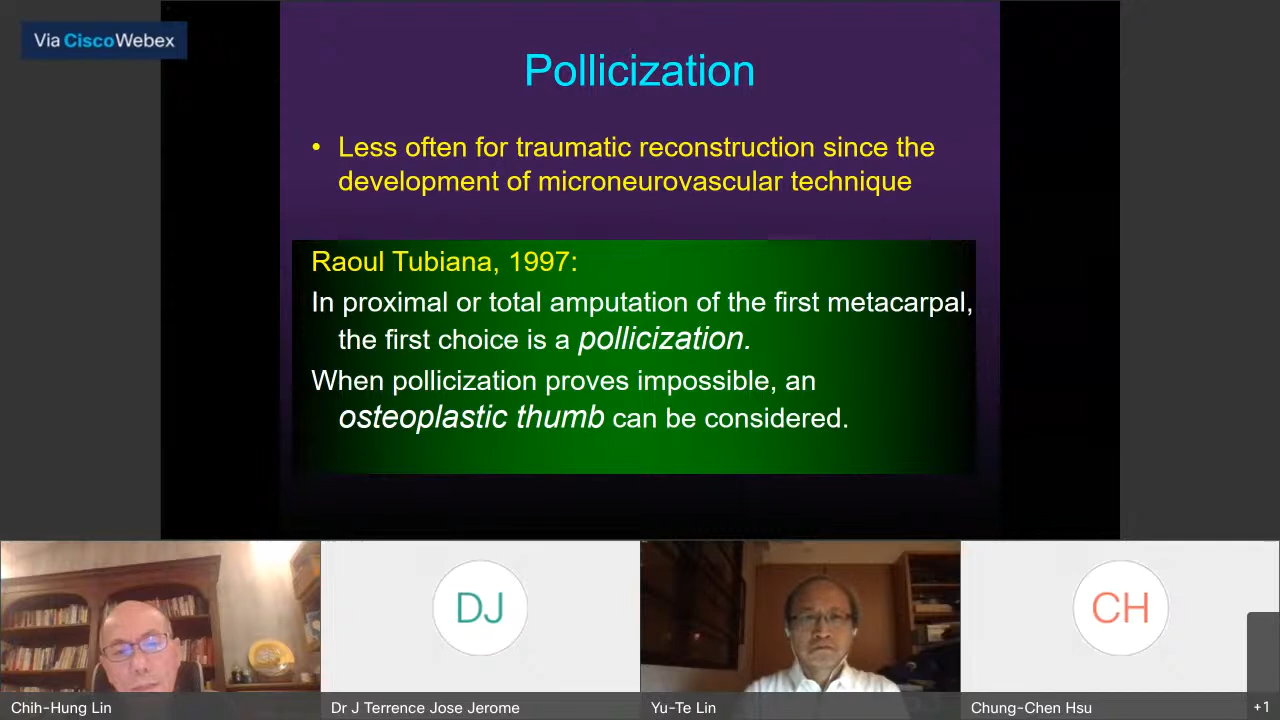 Via CiscoWebex
Pollicization
• Less often for traumatic reconstruction since the
development of microneurovascular technique
Raoul Tubiana, 1997:
In proximal or total amputation of the first metacarpal,
the first choice is a pollicization.
When pollicization proves impossible, an
osteoplastic thumb can be considered.
DJ
CH
Chih-Hung Lin
Dr J Terrence Jose Jerome
Yu-Te Lin
Chung-Chen Hsu
+1